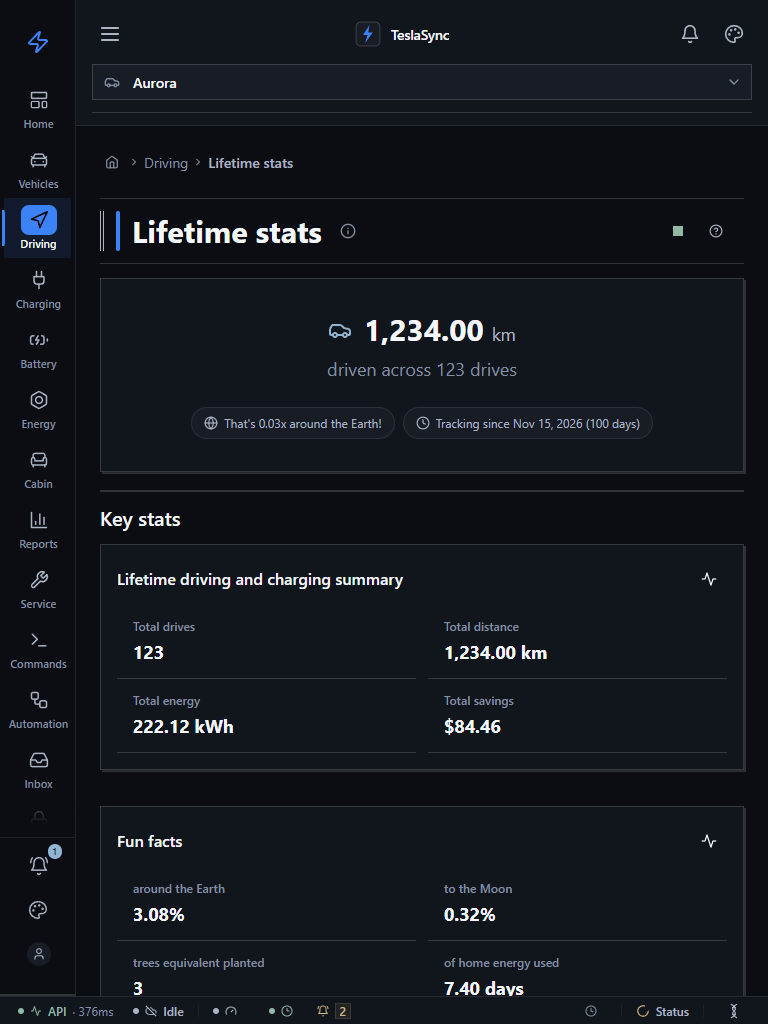 TeslaSync
Aurora
Home
Vehicles
Driving
Charging
Battery
Energy
Cabin
Reports
Service
Commands
Automation
Inbox
1
Driving > Lifetime stats
Lifetime stats
1,234.00 km
driven across 123 drives
That's 0.03x around the Earth!
Tracking since Nov 15, 2026 (100 days)
Key stats
Lifetime driving and charging summary
Total drives
123
Total distance
1,234.00 km
Total energy
222.12 kWh
Total savings
$84.46
Fun facts
around the Earth
3.08%
to the Moon
0.32%
trees equivalent planted
3
of home energy used
7.40 days
API · 376ms
Idle
2
Status